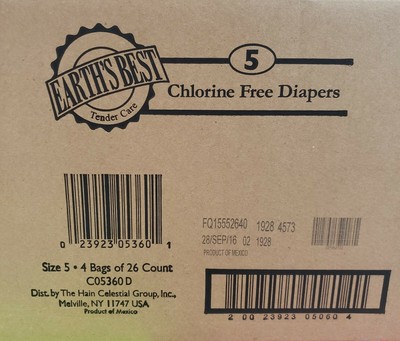 EARTH'S BEST
Tender Care
5
Chlorine Free Diapers
0 23923 05360 1
FQ15552640 1928 4573
28/SEP/16 02 1928
PRODUCT OF MEXICO
Size 5 • 4 Bags of 26 Count
C05360D
Dist. by The Hain Celestial Group, Inc.,
Melville, NY 11747 USA
Product of Mexico
2 00 23923 05060 4